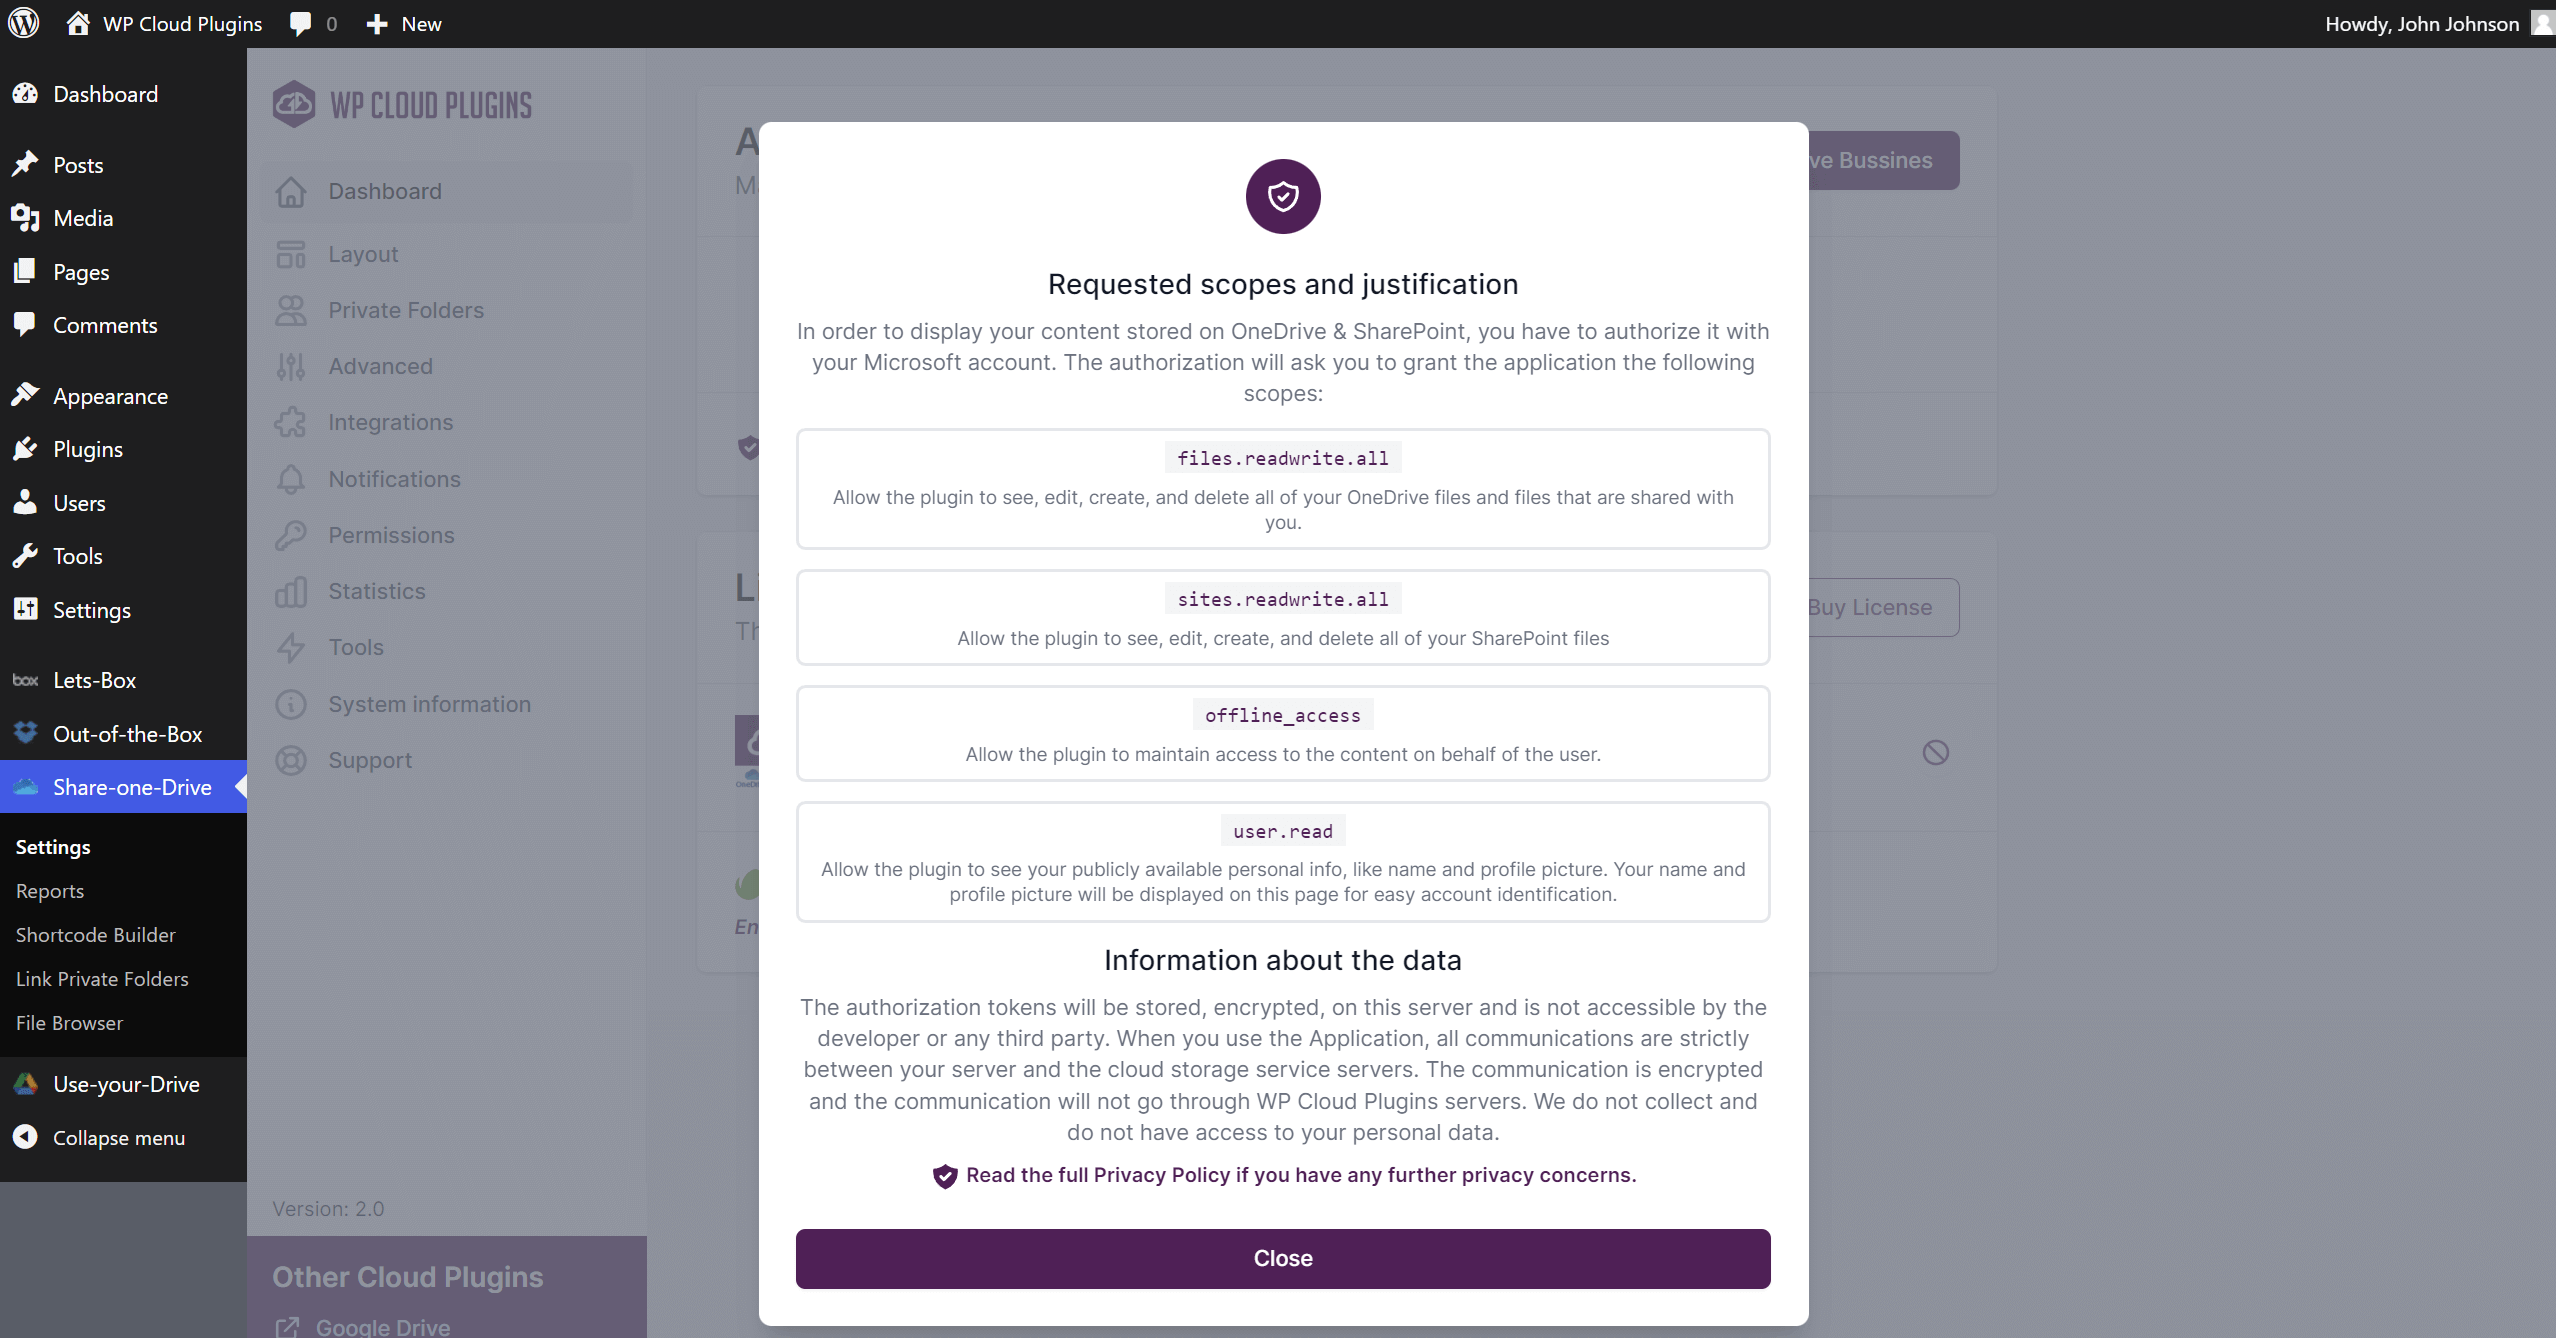 WP Cloud Plugins
0
New
Howdy, John Johnson
Dashboard
Posts
Media
Pages
Comments
Appearance
Plugins
Users
Tools
Settings
box
Lets-Box
Out-of-the-Box
Share-one-Drive
Settings
Reports
Shortcode Builder
Link Private Folders
File Browser
Use-your-Drive
Collapse menu
WP CLOUD PLUGINS
Dashboard
Layout
Private Folders
Advanced
Integrations
Notifications
Permissions
Statistics
Tools
System information
Support
Version: 2.0
Other Cloud Plugins
Google Drive
Bussines
Buy License
Requested scopes and justification
In order to display your content stored on OneDrive & SharePoint, you have to authorize it with
your Microsoft account. The authorization will ask you to grant the application the following
scopes:
files.readwrite.all
Allow the plugin to see, edit, create, and delete all of your OneDrive files and files that are shared with
you.
sites.readwrite.all
Allow the plugin to see, edit, create, and delete all of your SharePoint files
offline_access
Allow the plugin to maintain access to the content on behalf of the user.
user.read
Allow the plugin to see your publicly available personal info, like name and profile picture. Your name and
profile picture will be displayed on this page for easy account identification.
Information about the data
The authorization tokens will be stored, encrypted, on this server and is not accessible by the
developer or any third party. When you use the Application, all communications are strictly
between your server and the cloud storage service servers. The communication is encrypted
and the communication will not go through WP Cloud Plugins servers. We do not collect and
do not have access to your personal data.
Read the full Privacy Policy if you have any further privacy concerns.
Close